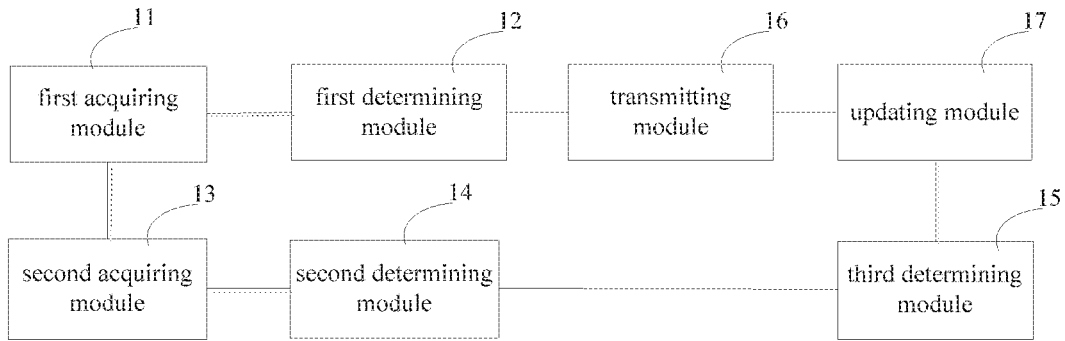 11
12
16
17
first acquiring
module
first determining
module
transmitting
module
updating module
13
14
15
second acquiring
module
second determining
module
third determining
module